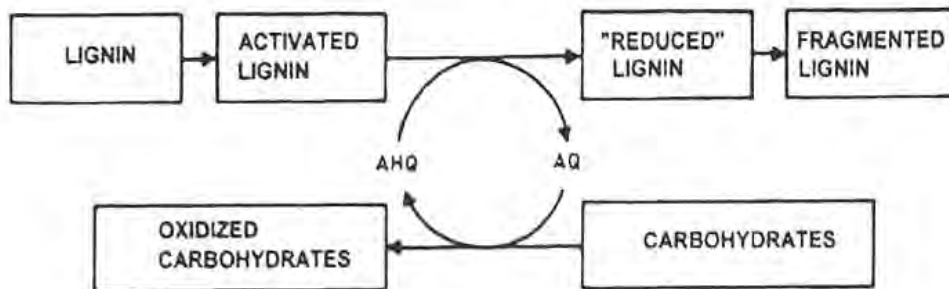 LIGNIN
ACTIVATED
LIGNIN
"REDUCED"
LIGNIN
FRAGMENTED
LIGNIN
AHQ
AQ
OXIDIZED
CARBOHYDRATES
CARBOHYDRATES